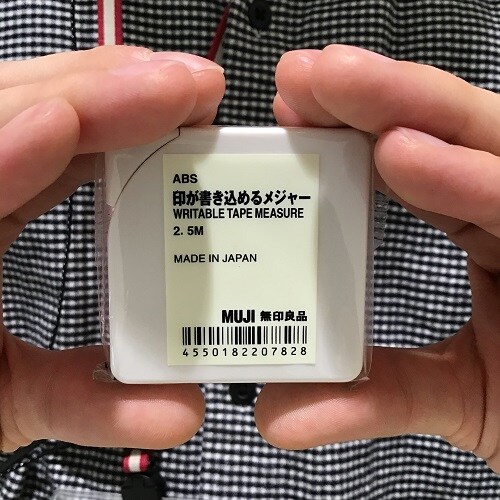 ABS
印が書き込めるメジャー
WRITABLE TAPE MEASURE
2. 5M
MADE IN JAPAN
MUJI 無印良品
4550182207828